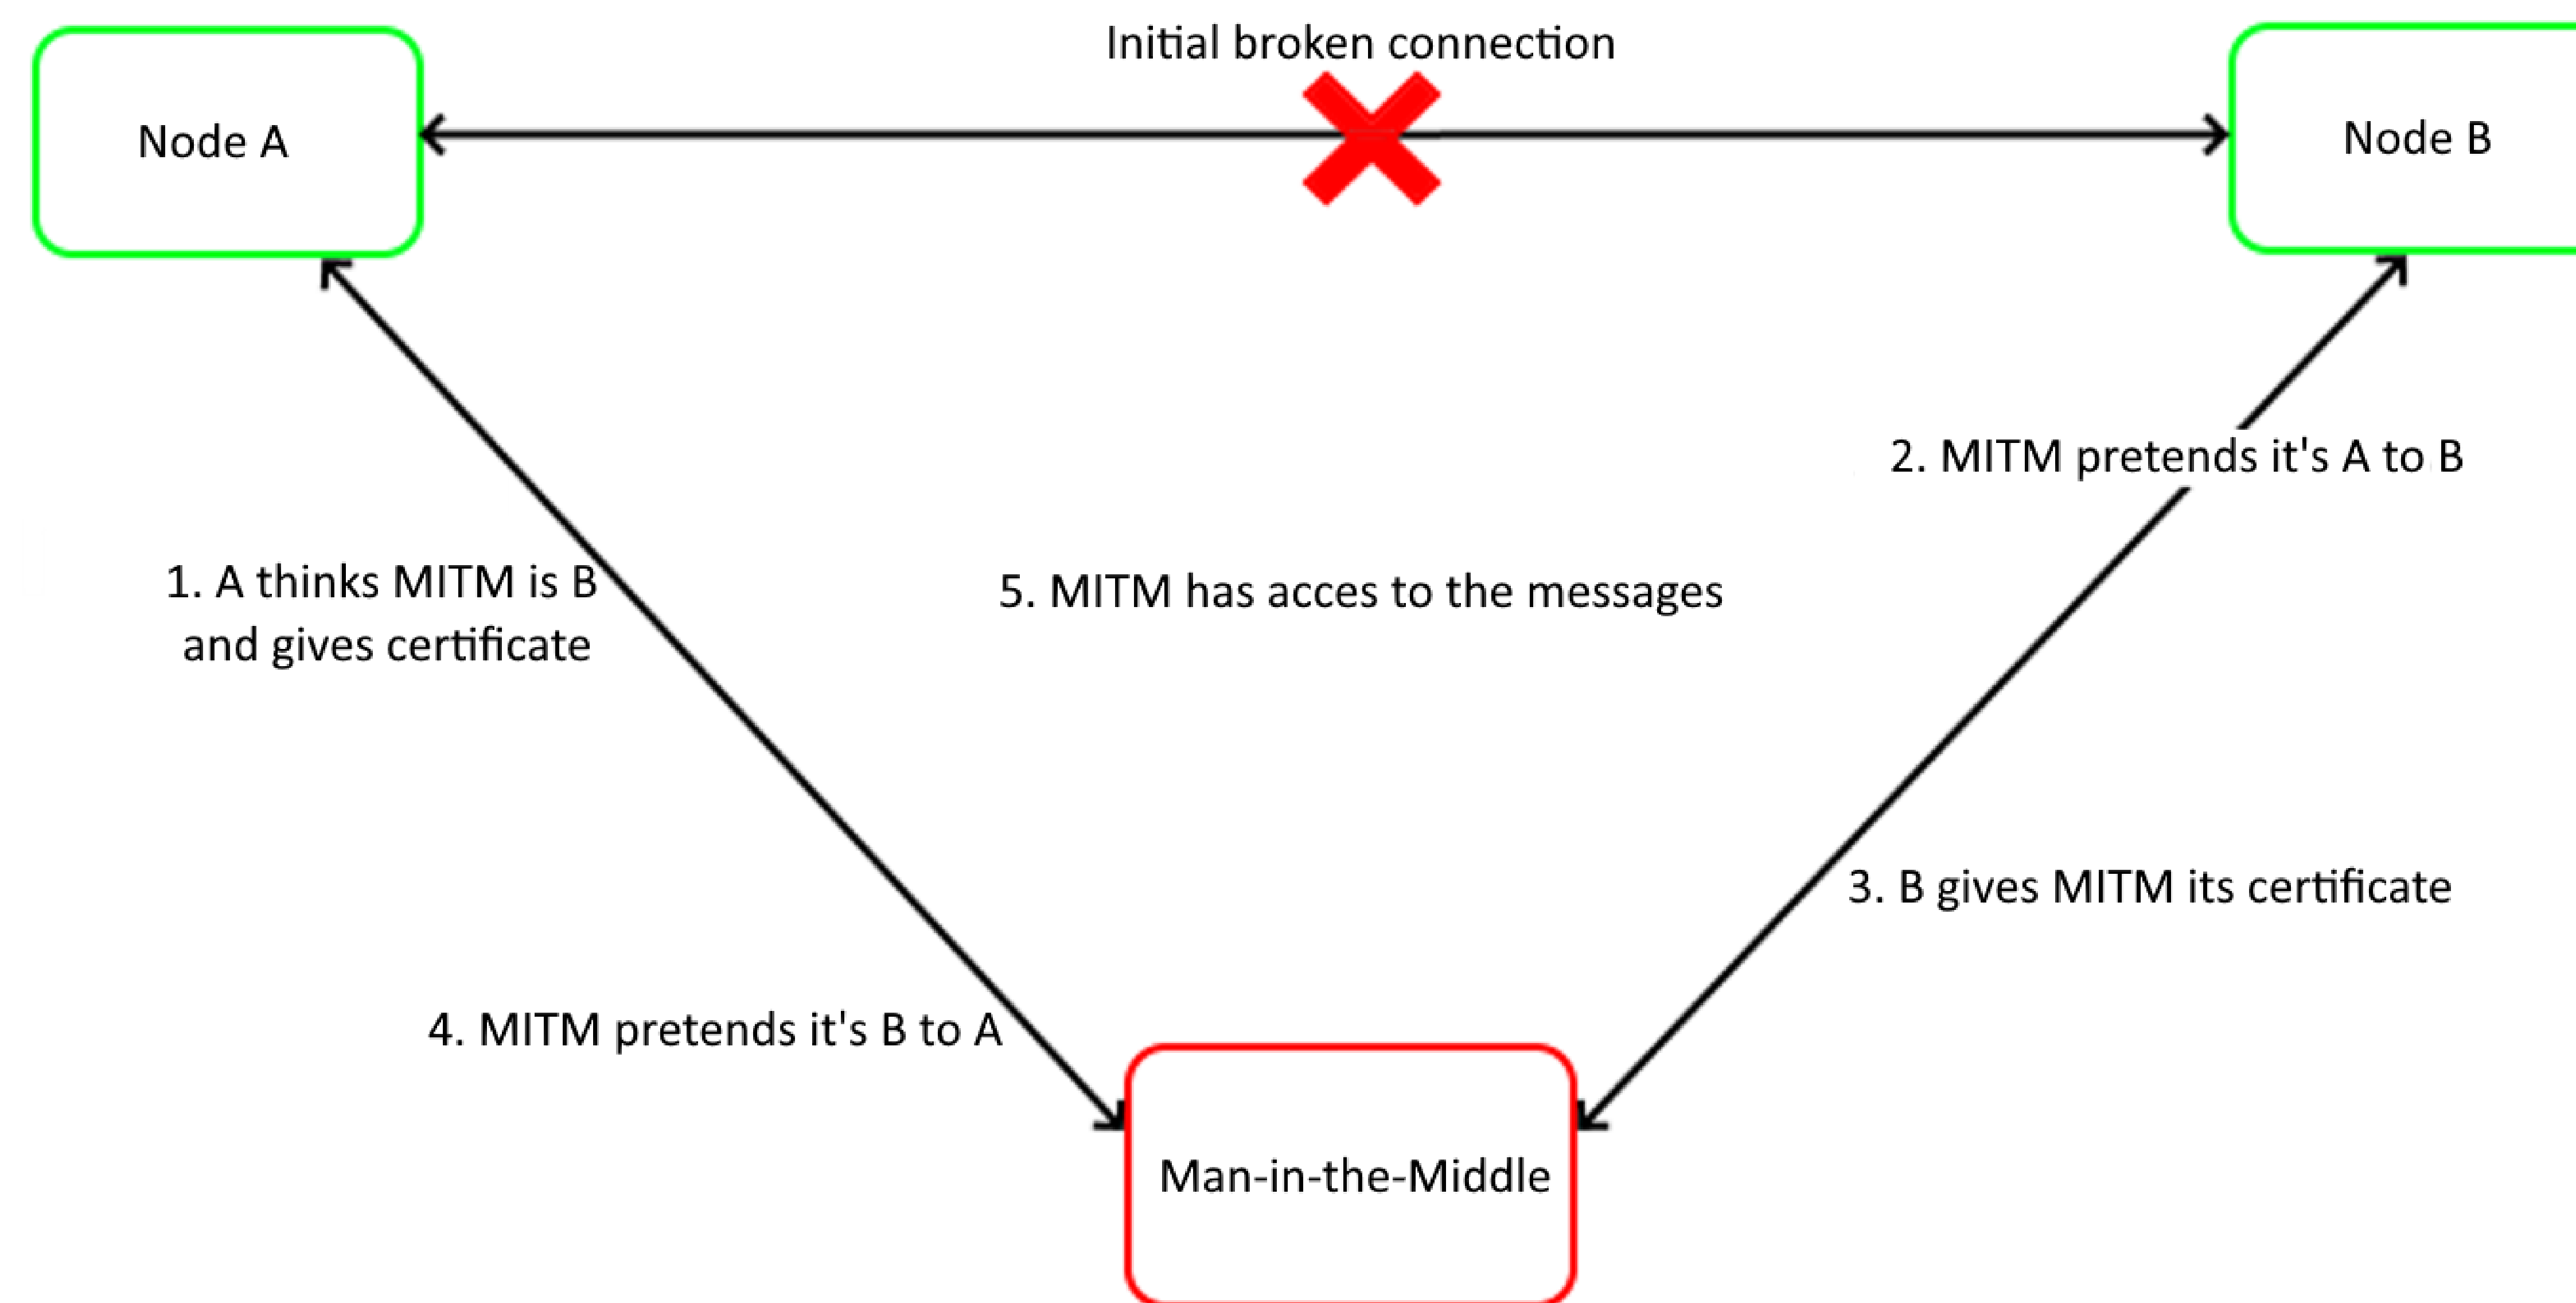 Initial broken connection
Node A
Node B
2. MITM pretends it's A to B
1. A thinks MITM is B
and gives certificate
5. MITM has acces to the messages
3. B gives MITM its certificate
4. MITM pretends it's B to A
Man-in-the-Middle